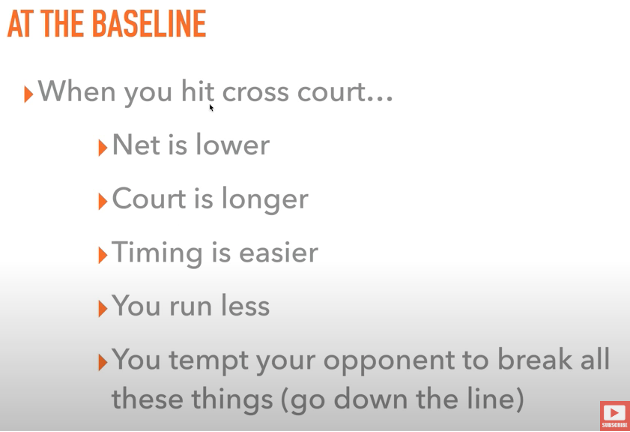 AT THE BASELINE
When you hit cross court...
Net is lower
Court is longer
Timing is easier
You run less
You tempt your opponent to break all
these things (go down the line)
SUBSCRIBE